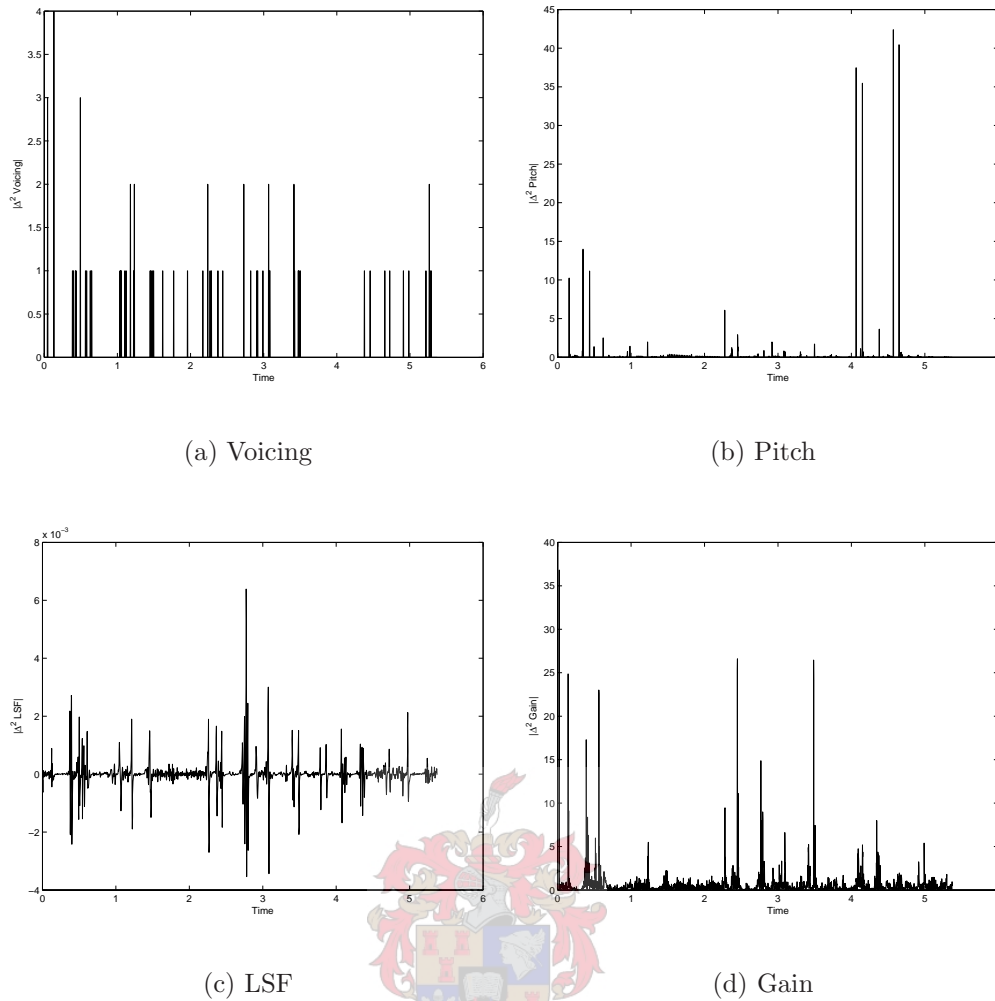 4
3.5
3
2.5
2
1.5
1
0.5
0
|Δ² Voicing|
0 1 2 3 4 5 6
Time
(a) Voicing
45
40
35
30
25
20
15
10
5
0
|Δ² Pitch|
0 1 2 3 4 5
Time
(b) Pitch
x 10⁻³
8
6
4
2
0
−2
−4
|Δ² LSF|
0 1 2 3 4 5 6
Time
(c) LSF
40
35
30
25
20
15
10
5
0
|Δ² Gain|
0 1 2 3 4 5
Time
(d) Gain